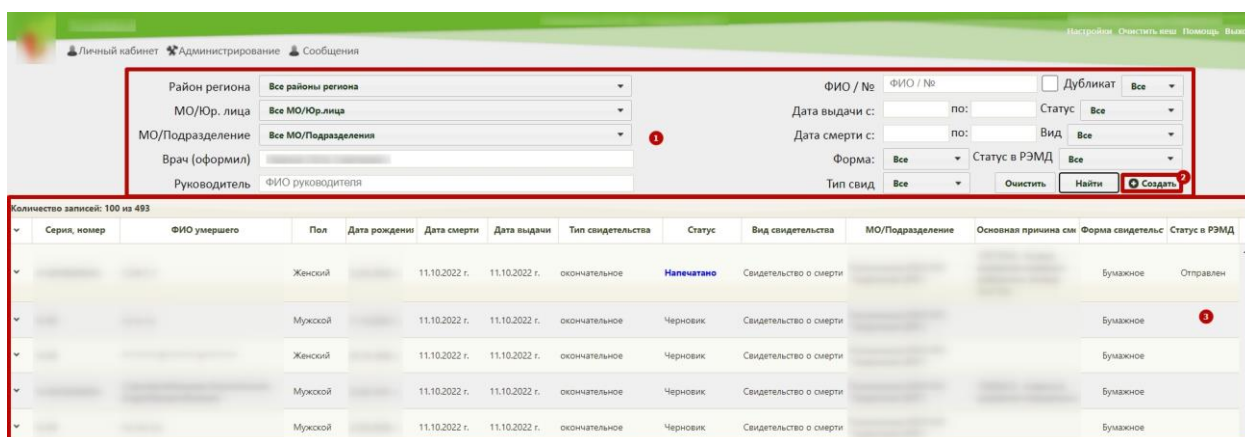 Настройки Очистить кеш Помощь
Личный кабинет Администрирование Сообщения
Район региона Все районы региона ФИО / № ФИО / № Дубликат Все
МО/Юр. лица Все МО/Юр.лица Дата выдачи с: по: Статус Все
МО/Подразделение Все МО/Подразделения 1 Дата смерти с: по: Вид Все
Врач (оформил) Форма: Все Статус в РЭМД Все
Руководитель ФИО руководителя Тип свид Все Очистить Найти Создать 2
Количество записей: 100 из 493
Серия, номер ФИО умершего Пол Дата рождения Дата смерти Дата выдачи Тип свидетельства Статус Вид свидетельства МО/Подразделение Основная причина сме Форма свидетельс Статус в РЭМД
Женский 11.10.2022 г. 11.10.2022 г. окончательное Напечатано Свидетельство о смерти Бумажное Отправлен
Мужской 11.10.2022 г. 11.10.2022 г. окончательное Черновик Свидетельство о смерти Бумажное 3
Женский 11.10.2022 г. 11.10.2022 г. окончательное Черновик Свидетельство о смерти Бумажное
Мужской 11.10.2022 г. 11.10.2022 г. окончательное Черновик Свидетельство о смерти Бумажное
Мужской 11.10.2022 г. 11.10.2022 г. окончательное Черновик Свидетельство о смерти Бумажное